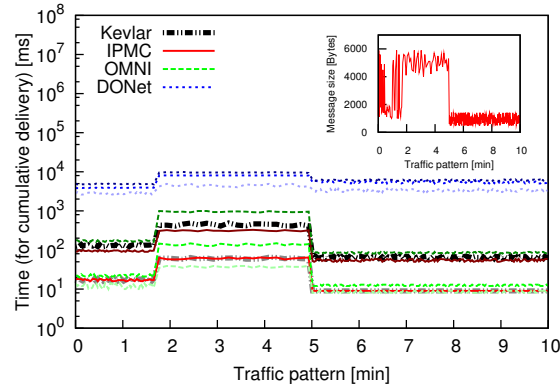 Time (for cumulative delivery) [ms]
10^8
10^7
10^6
10^5
10^4
10^3
10^2
10^1
10^0
Kevlar
IPMC
OMNI
DONet
Message size [Bytes]
6000
4000
2000
0
0 2 4 6 8 10
Traffic pattern [min]
0 1 2 3 4 5 6 7 8 9 10
Traffic pattern [min]